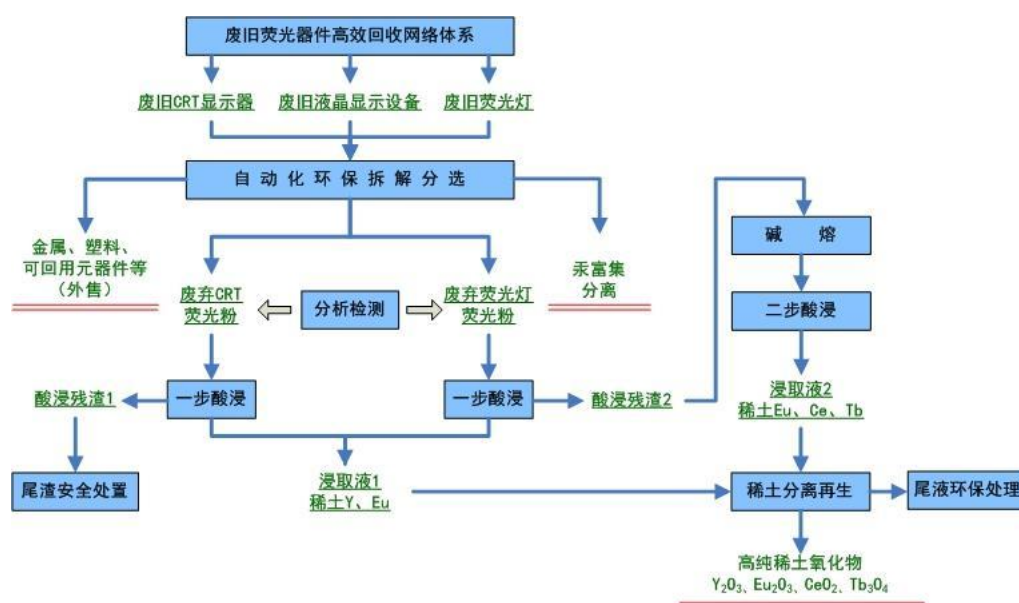 废旧荧光器件高效回收网络体系
废旧CRT显示器
废旧液晶显示设备
废旧荧光灯
自动化环保拆解分选
金属、塑料、
可回用元器件等
（外售）
汞富集
分离
碱 熔
废弃CRT
荧光粉
分析检测
废弃荧光灯
荧光粉
二步酸浸
酸浸残渣1
一步酸浸
一步酸浸
酸浸残渣2
浸取液2
稀土Eu、Ce、Tb
尾渣安全处置
浸取液1
稀土Y、Eu
稀土分离再生
尾液环保处理
高纯稀土氧化物
Y₂O₃、Eu₂O₃、CeO₂、Tb₃O₄